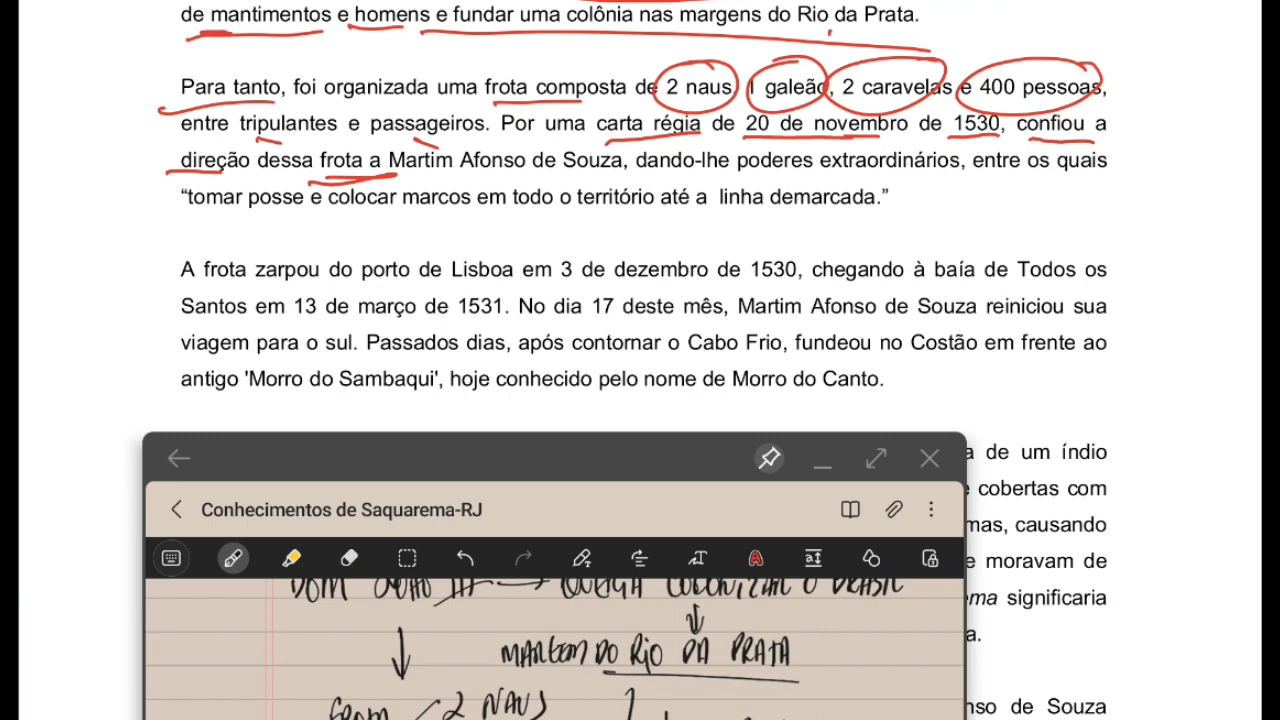 de mantimentos e homens e fundar uma colônia nas margens do Rio da Prata.
Para tanto, foi organizada uma frota composta de 2 naus, 1 galeão, 2 caravelas e 400 pessoas,
entre tripulantes e passageiros. Por uma carta régia de 20 de novembro de 1530, confiou a
direção dessa frota a Martim Afonso de Souza, dando-lhe poderes extraordinários, entre os quais
“tomar posse e colocar marcos em todo o território até a linha demarcada.”
A frota zarpou do porto de Lisboa em 3 de dezembro de 1530, chegando à baía de Todos os
Santos em 13 de março de 1531. No dia 17 deste mês, Martim Afonso de Souza reiniciou sua
viagem para o sul. Passados dias, após contornar o Cabo Frio, fundeou no Costão em frente ao
antigo 'Morro do Sambaqui', hoje conhecido pelo nome de Morro do Canto.
a de um índio
e cobertas com
mas, causando
e moravam de
ma significaria
a.
nso de Souza
Conhecimentos de Saquarema-RJ
DOM JOÃO III → QUERIA COLONIZAR O BRASIL
MARGEM DO RIO DA PRATA
2 NAUS